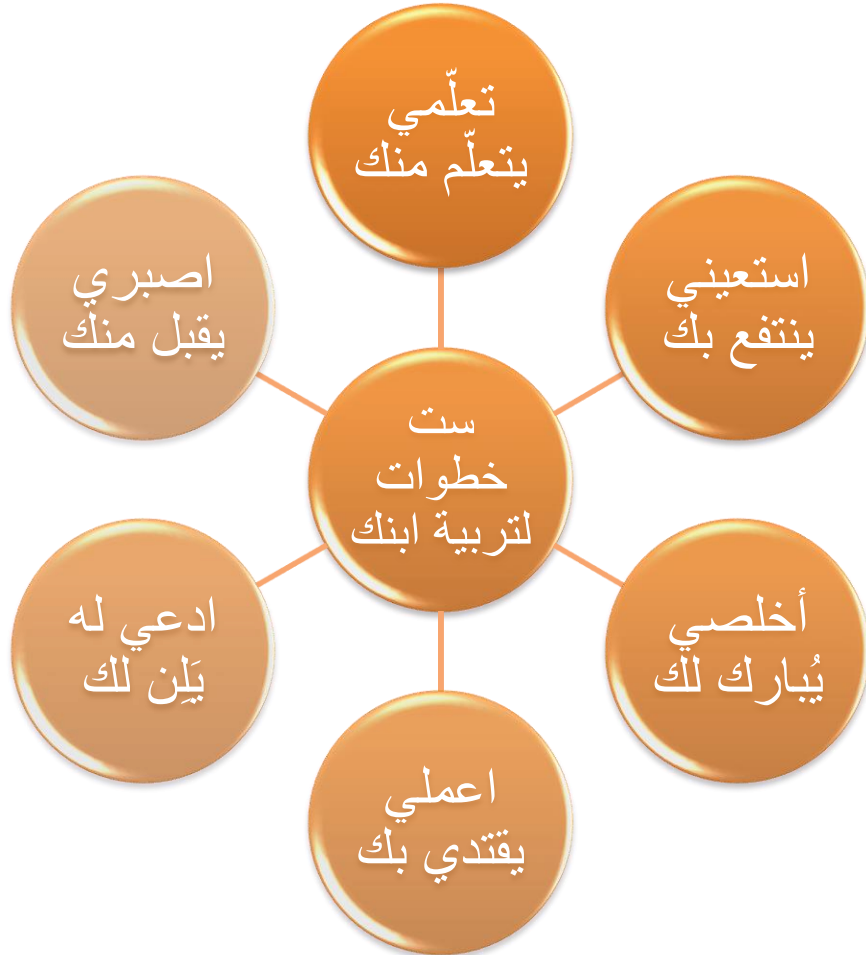 ست
خطوات
لتربية ابنك
تعلّمي
يتعلّم منك
استعيني
ينتفع بك
أخلصي
يُبارك لك
اعملي
يقتدي بك
ادعي له
يَلِن لك
اصبري
يقبل منك